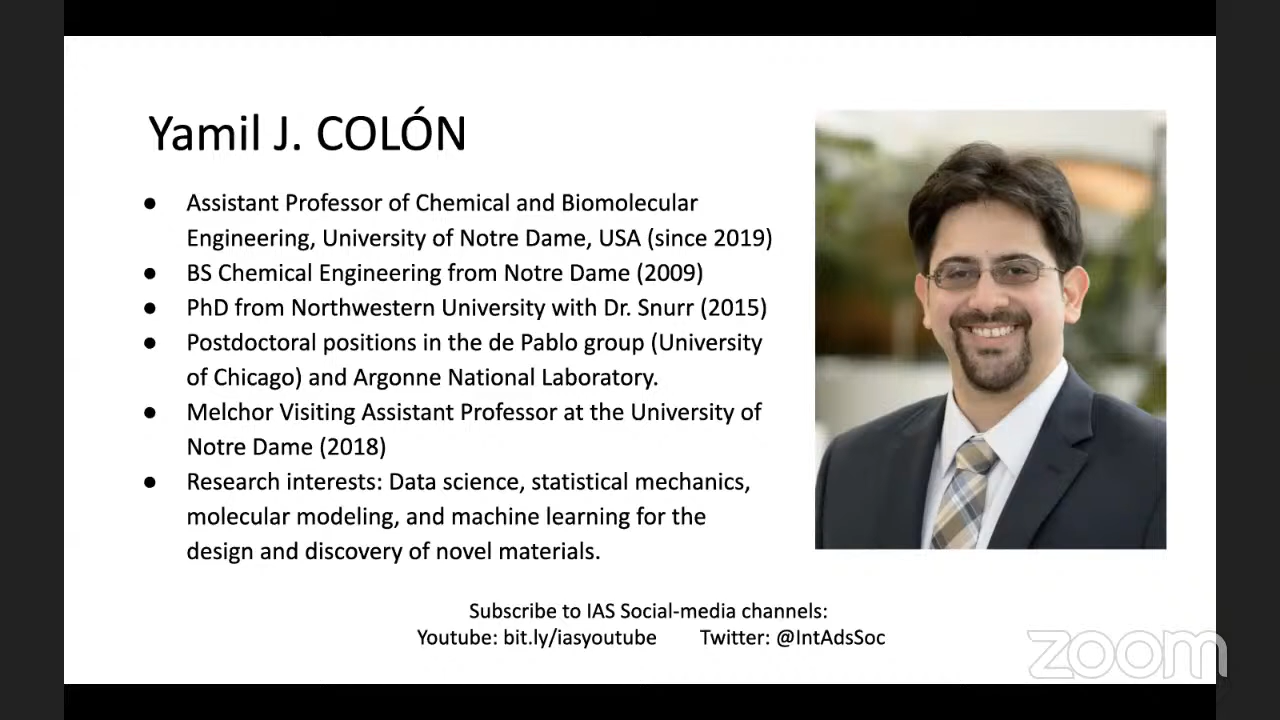 Yamil J. COLÓN
● Assistant Professor of Chemical and Biomolecular
Engineering, University of Notre Dame, USA (since 2019)
● BS Chemical Engineering from Notre Dame (2009)
● PhD from Northwestern University with Dr. Snurr (2015)
● Postdoctoral positions in the de Pablo group (University
of Chicago) and Argonne National Laboratory.
● Melchor Visiting Assistant Professor at the University of
Notre Dame (2018)
● Research interests: Data science, statistical mechanics,
molecular modeling, and machine learning for the
design and discovery of novel materials.
Subscribe to IAS Social-media channels:
Youtube: bit.ly/iasyoutube Twitter: @IntAdsSoc
zoom